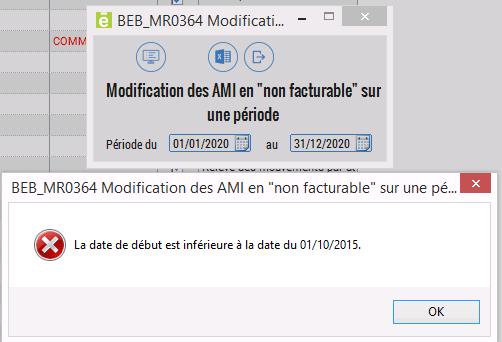 BEB_MR0364 Modificati...
COMM
Modification des AMI en "non facturable" sur
une période
Période du 01/01/2020 au 31/12/2020
BEB_MR0364 Modification des AMI en "non facturable" sur une pé...
La date de début est inférieure à la date du 01/10/2015.
OK